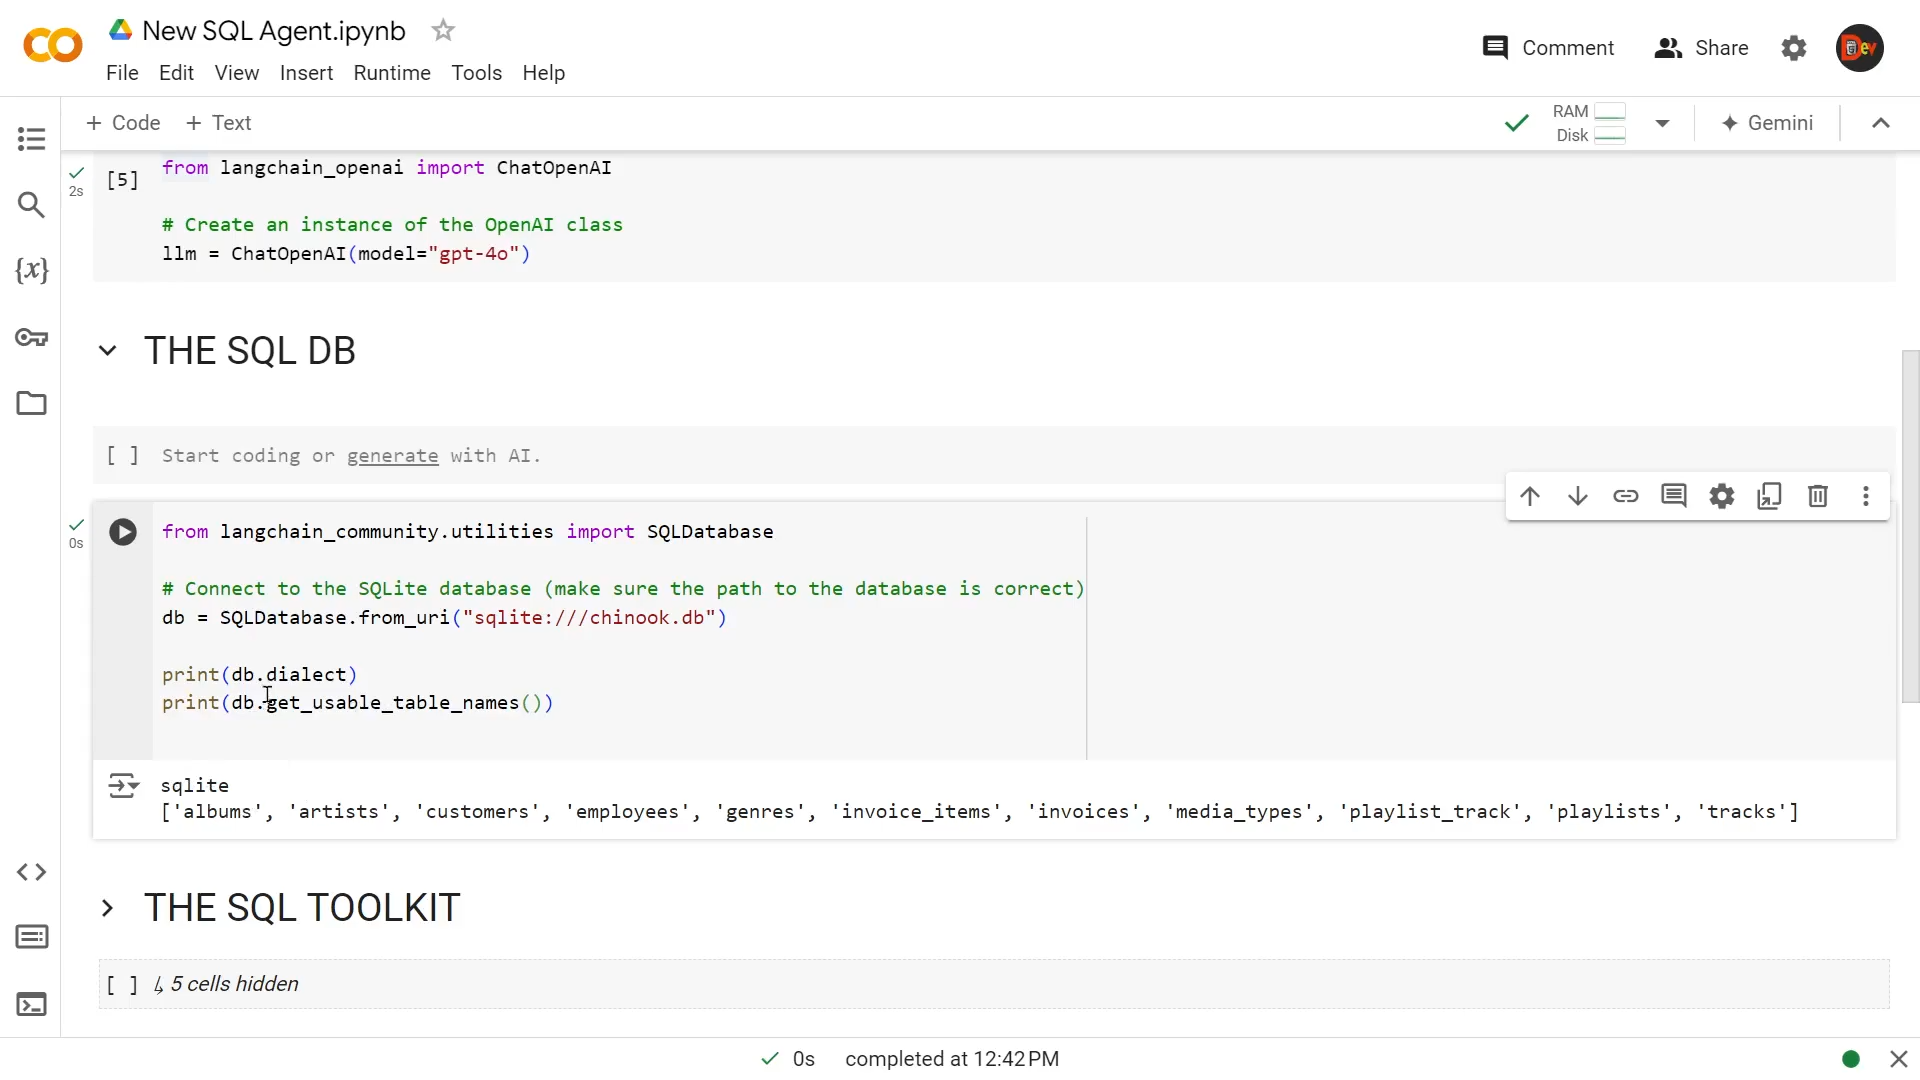 New SQL Agent.ipynb
Comment
Share
Dev
File Edit View Insert Runtime Tools Help
+ Code + Text
RAM
Disk
Gemini
2s
[5]
from langchain_openai import ChatOpenAI
# Create an instance of the OpenAI class
llm = ChatOpenAI(model="gpt-4o")
{x}
THE SQL DB
[ ] Start coding or generate with AI.
0s
from langchain_community.utilities import SQLDatabase
# Connect to the SQLite database (make sure the path to the database is correct)
db = SQLDatabase.from_uri("sqlite:///chinook.db")
print(db.dialect)
print(db.get_usable_table_names())
sqlite
['albums', 'artists', 'customers', 'employees', 'genres', 'invoice_items', 'invoices', 'media_types', 'playlist_track', 'playlists', 'tracks']
THE SQL TOOLKIT
[ ] ↳ 5 cells hidden
0s completed at 12:42 PM